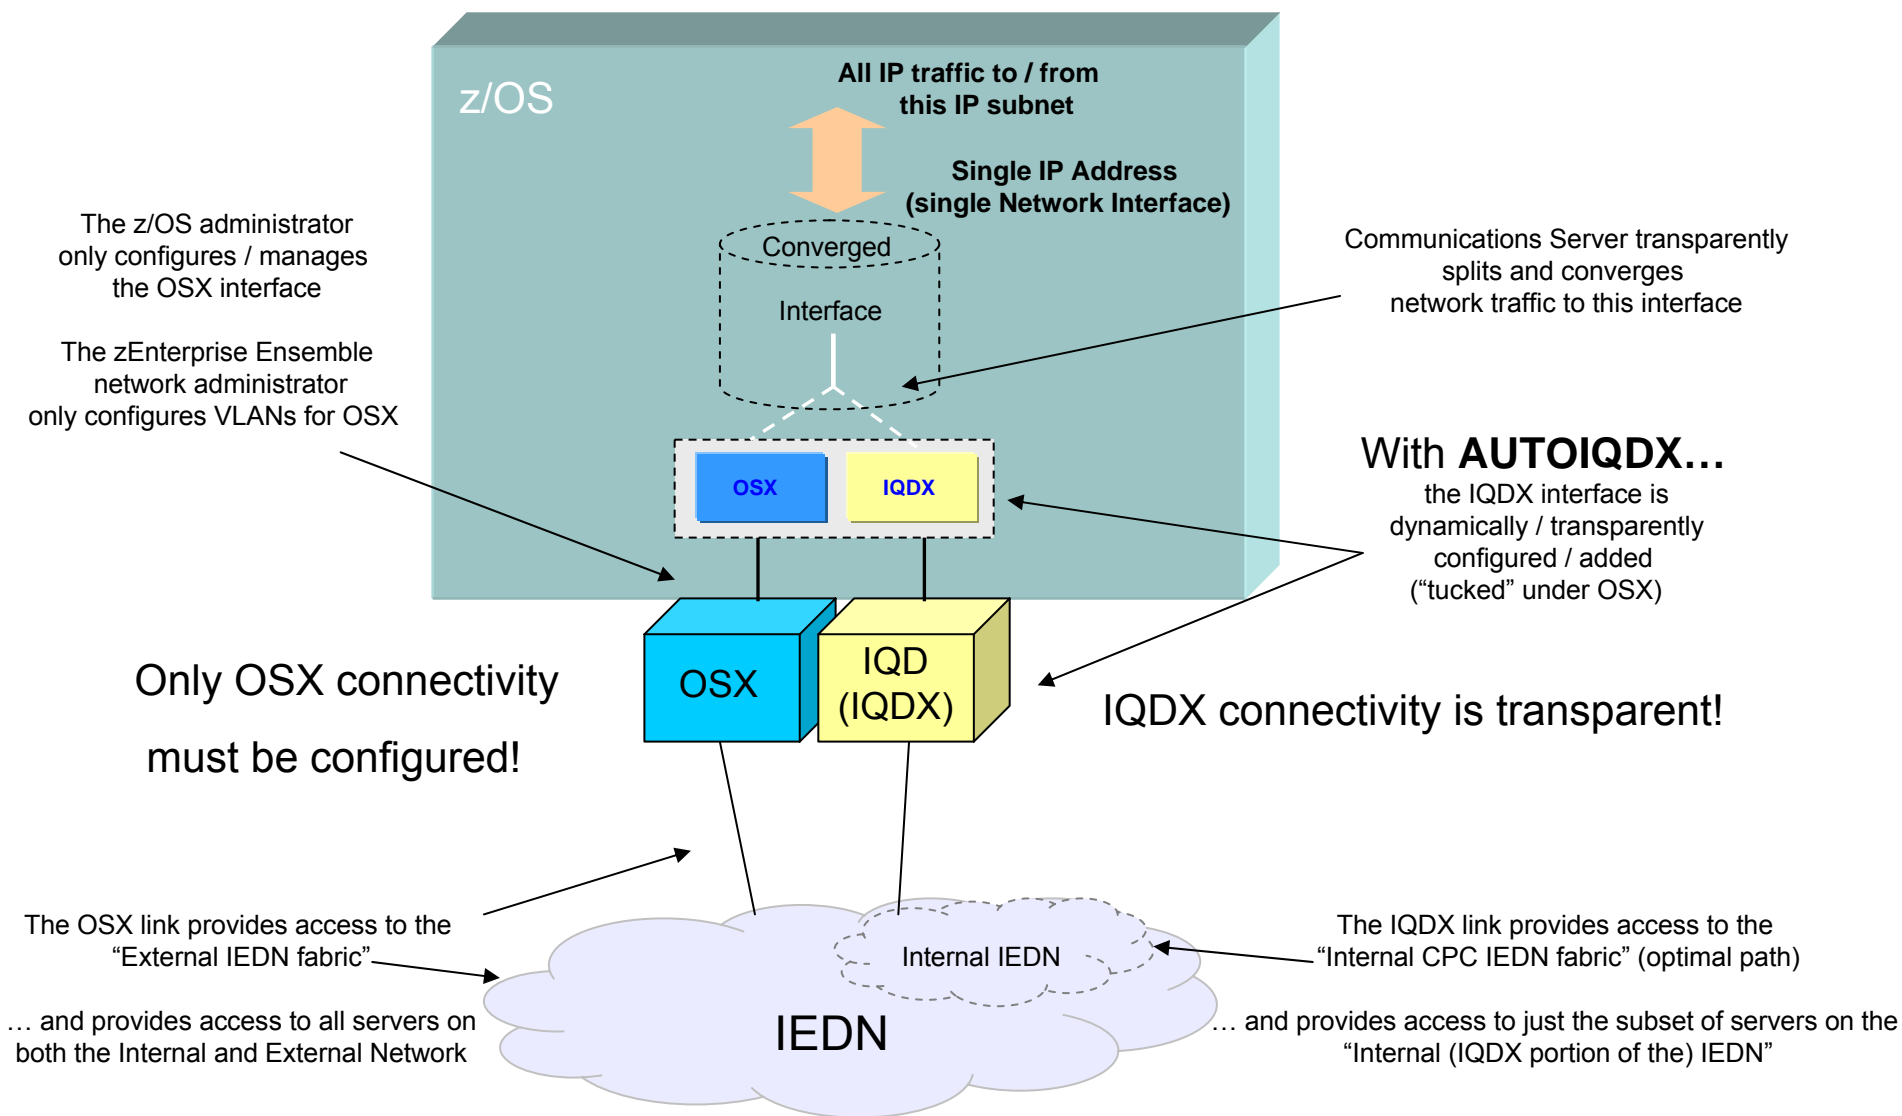 z/OS
All IP traffic to / from
this IP subnet
Single IP Address
(single Network Interface)
Converged
Interface
The z/OS administrator
only configures / manages
the OSX interface
The zEnterprise Ensemble
network administrator
only configures VLANs for OSX
Communications Server transparently
splits and converges
network traffic to this interface
With AUTOIQDX…
the IQDX interface is
dynamically / transparently
configured / added
(“tucked” under OSX)
OSX
IQDX
OSX
IQD
(IQDX)
Only OSX connectivity
must be configured!
IQDX connectivity is transparent!
The OSX link provides access to the
“External IEDN fabric”
… and provides access to all servers on
both the Internal and External Network
Internal IEDN
IEDN
The IQDX link provides access to the
“Internal CPC IEDN fabric” (optimal path)
… and provides access to just the subset of servers on the
“Internal (IQDX portion of the) IEDN”